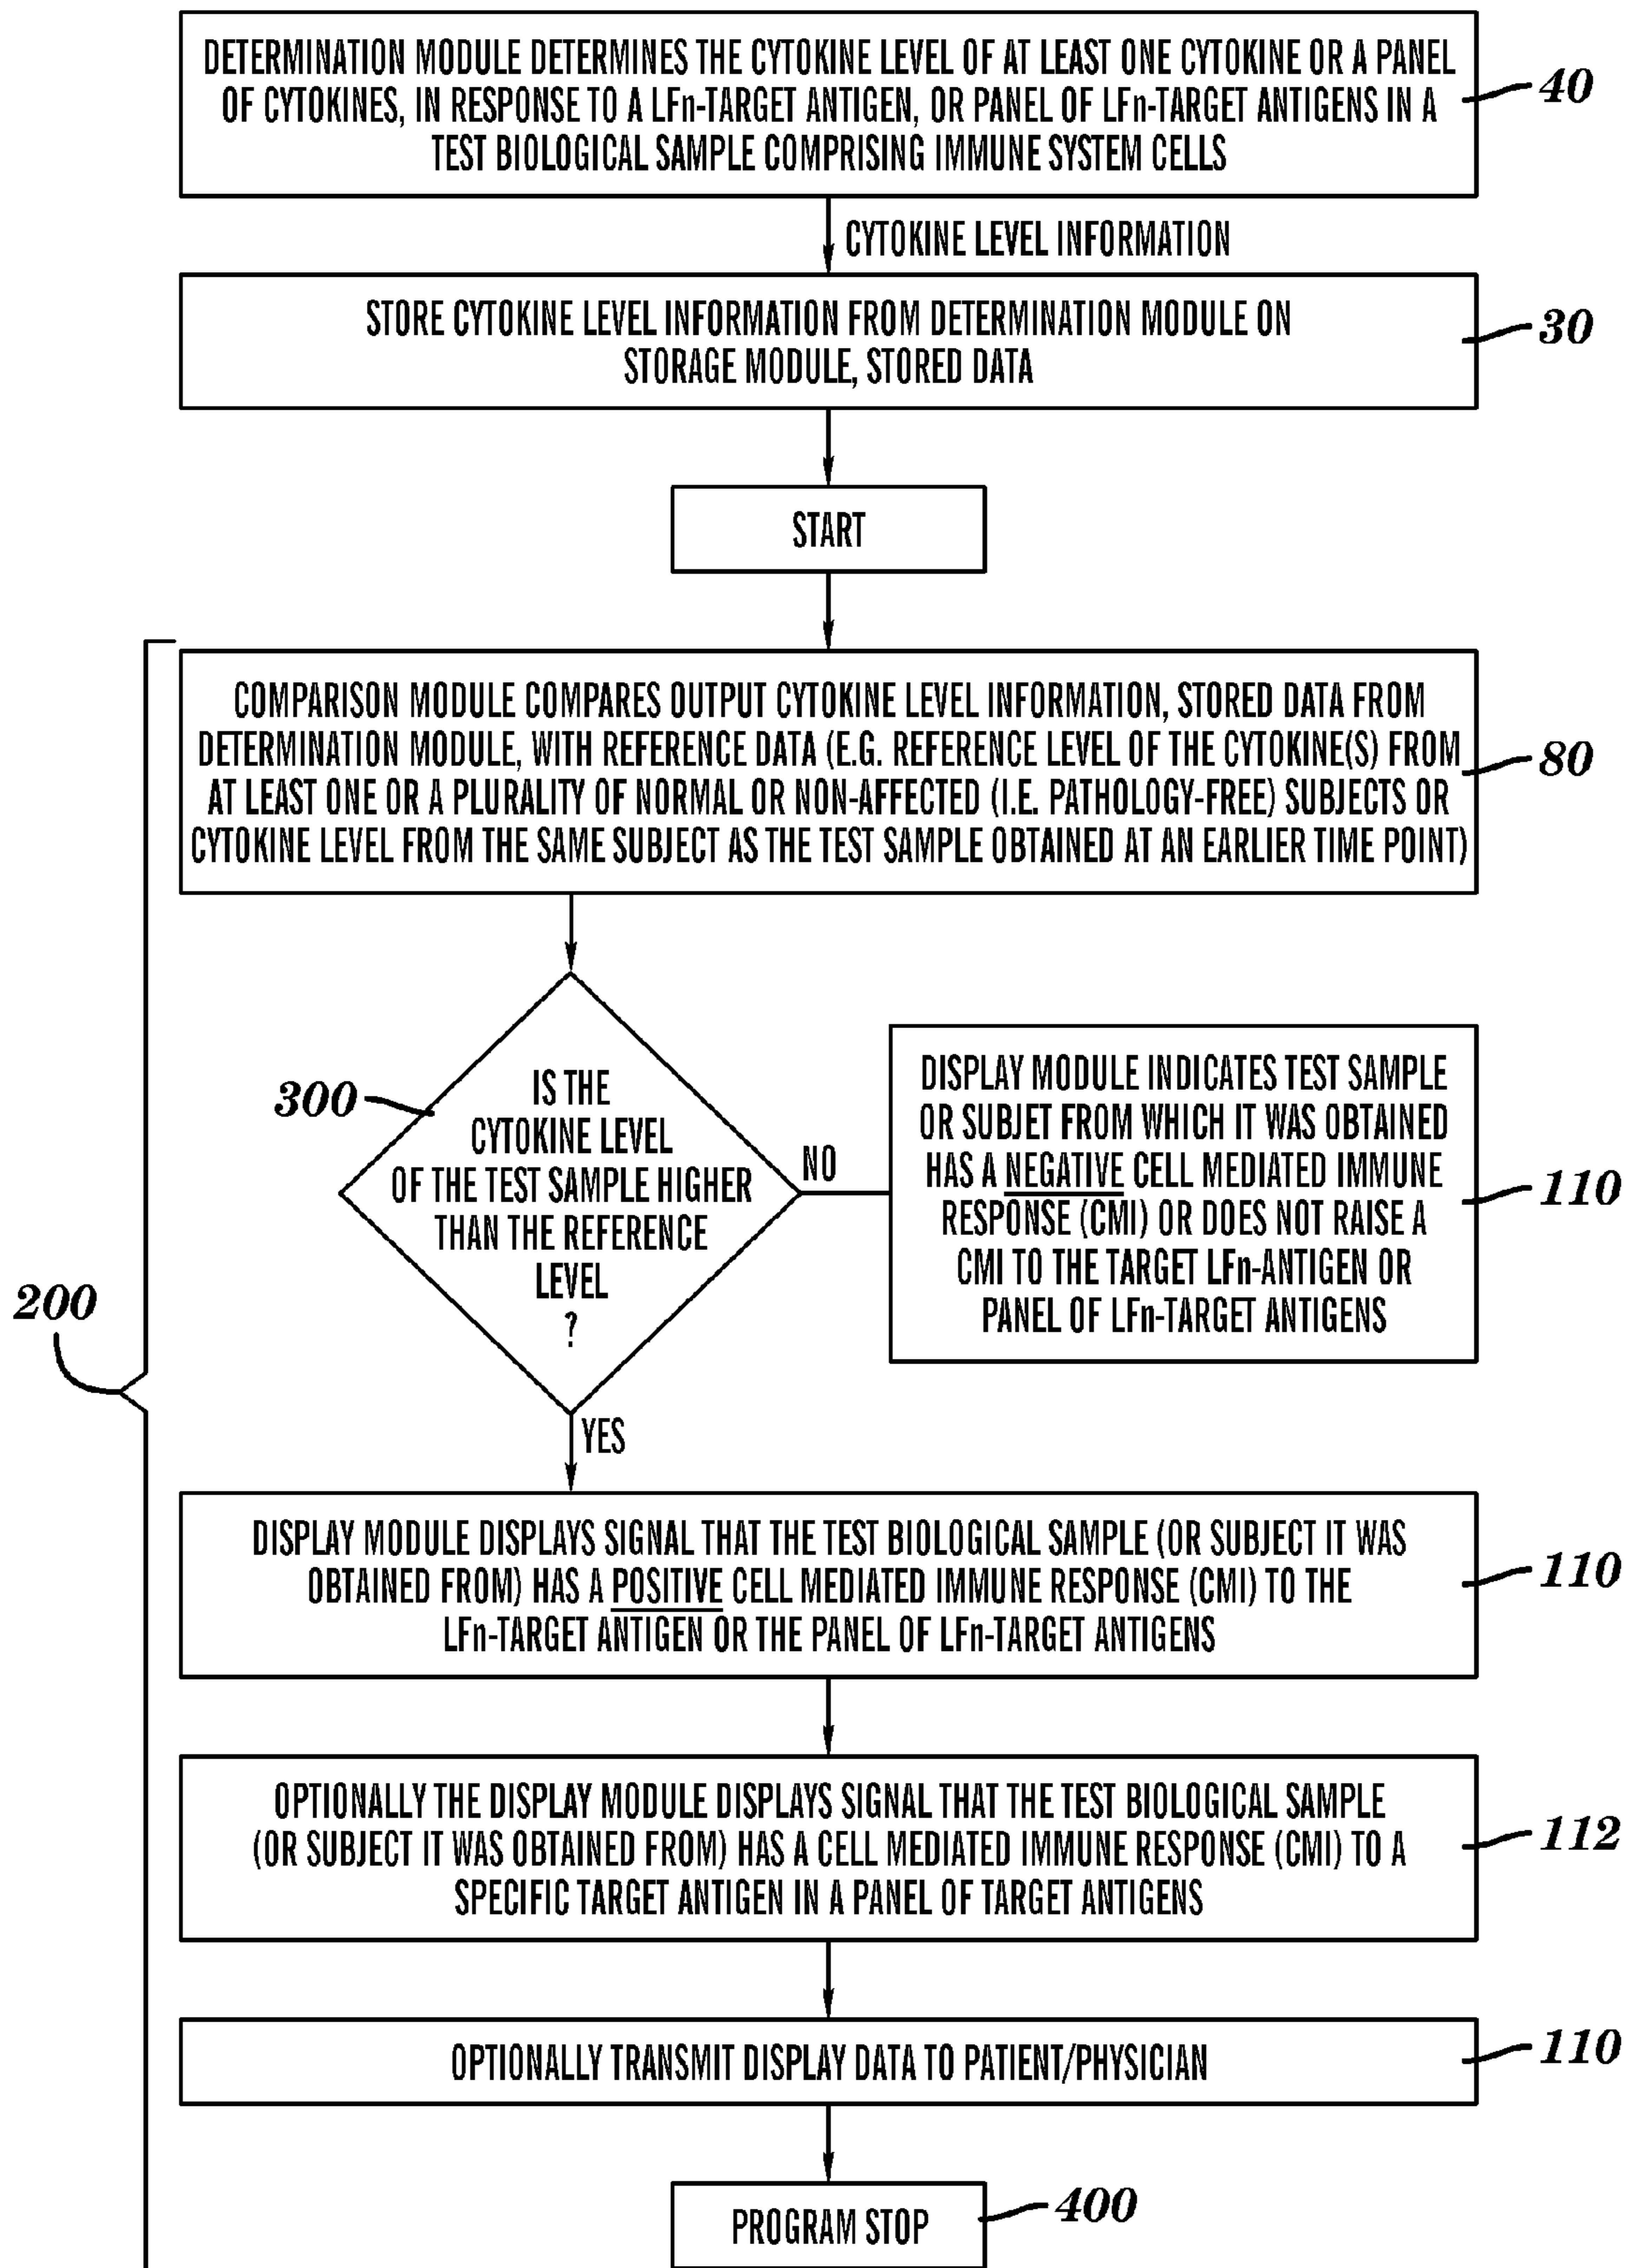 DETERMINATION MODULE DETERMINES THE CYTOKINE LEVEL OF AT LEAST ONE CYTOKINE OR A PANEL
OF CYTOKINES, IN RESPONSE TO A LFn-TARGET ANTIGEN, OR PANEL OF LFn-TARGET ANTIGENS IN A
TEST BIOLOGICAL SAMPLE COMPRISING IMMUNE SYSTEM CELLS
40
CYTOKINE LEVEL INFORMATION
STORE CYTOKINE LEVEL INFORMATION FROM DETERMINATION MODULE ON
STORAGE MODULE, STORED DATA
30
START
COMPARISON MODULE COMPARES OUTPUT CYTOKINE LEVEL INFORMATION, STORED DATA FROM
DETERMINATION MODULE, WITH REFERENCE DATA (E.G. REFERENCE LEVEL OF THE CYTOKINE(S) FROM
AT LEAST ONE OR A PLURALITY OF NORMAL OR NON-AFFECTED (I.E. PATHOLOGY-FREE) SUBJECTS OR
CYTOKINE LEVEL FROM THE SAME SUBJECT AS THE TEST SAMPLE OBTAINED AT AN EARLIER TIME POINT)
80
300
IS THE
CYTOKINE LEVEL
OF THE TEST SAMPLE HIGHER
THAN THE REFERENCE
LEVEL
?
NO
DISPLAY MODULE INDICATES TEST SAMPLE
OR SUBJET FROM WHICH IT WAS OBTAINED
HAS A NEGATIVE CELL MEDIATED IMMUNE
RESPONSE (CMI) OR DOES NOT RAISE A
CMI TO THE TARGET LFn-ANTIGEN OR
PANEL OF LFn-TARGET ANTIGENS
110
200
YES
DISPLAY MODULE DISPLAYS SIGNAL THAT THE TEST BIOLOGICAL SAMPLE (OR SUBJECT IT WAS
OBTAINED FROM) HAS A POSITIVE CELL MEDIATED IMMUNE RESPONSE (CMI) TO THE
LFn-TARGET ANTIGEN OR THE PANEL OF LFn-TARGET ANTIGENS
110
OPTIONALLY THE DISPLAY MODULE DISPLAYS SIGNAL THAT THE TEST BIOLOGICAL SAMPLE
(OR SUBJECT IT WAS OBTAINED FROM) HAS A CELL MEDIATED IMMUNE RESPONSE (CMI) TO A
SPECIFIC TARGET ANTIGEN IN A PANEL OF TARGET ANTIGENS
112
OPTIONALLY TRANSMIT DISPLAY DATA TO PATIENT/PHYSICIAN
110
PROGRAM STOP
400